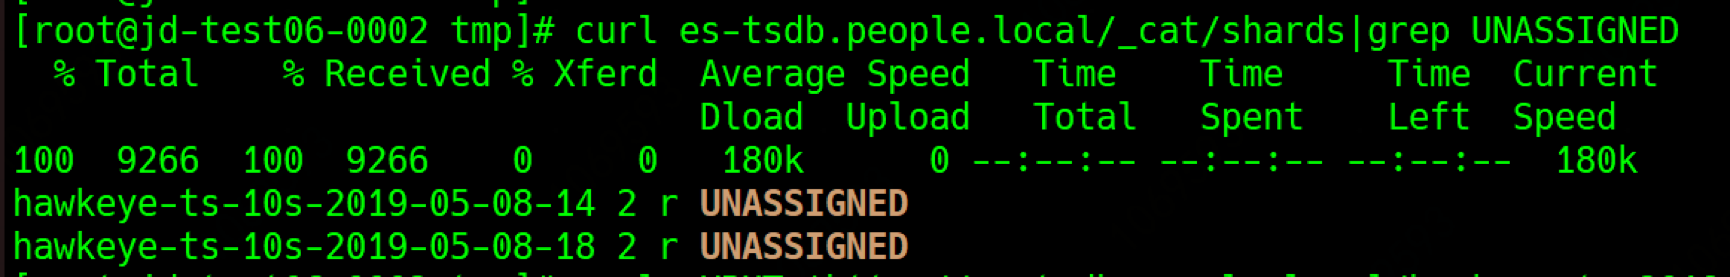 [root@jd-test06-0002 tmp]# curl es-tsdb.people.local/_cat/shards|grep UNASSIGNED
% Total % Received % Xferd Average Speed Time Time Time Current
Dload Upload Total Spent Left Speed
100 9266 100 9266 0 0 180k 0 --:--:-- --:--:-- --:--:-- 180k
hawkeye-ts-10s-2019-05-08-14 2 r UNASSIGNED
hawkeye-ts-10s-2019-05-08-18 2 r UNASSIGNED